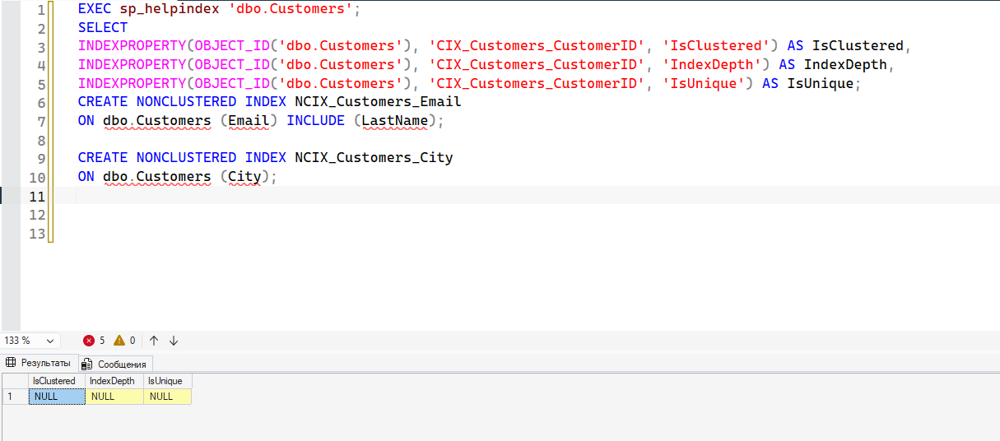 1 EXEC sp_helpindex 'dbo.Customers';
2 SELECT
3 INDEXPROPERTY(OBJECT_ID('dbo.Customers'), 'CIX_Customers_CustomerID', 'IsClustered') AS IsClustered,
4 INDEXPROPERTY(OBJECT_ID('dbo.Customers'), 'CIX_Customers_CustomerID', 'IndexDepth') AS IndexDepth,
5 INDEXPROPERTY(OBJECT_ID('dbo.Customers'), 'CIX_Customers_CustomerID', 'IsUnique') AS IsUnique;
6 CREATE NONCLUSTERED INDEX NCIX_Customers_Email
7 ON dbo.Customers (Email) INCLUDE (LastName);
8
9 CREATE NONCLUSTERED INDEX NCIX_Customers_City
10 ON dbo.Customers (City);
11
12
13
133 % 5 0
Результаты Сообщения
IsClustered IndexDepth IsUnique
1 NULL NULL NULL